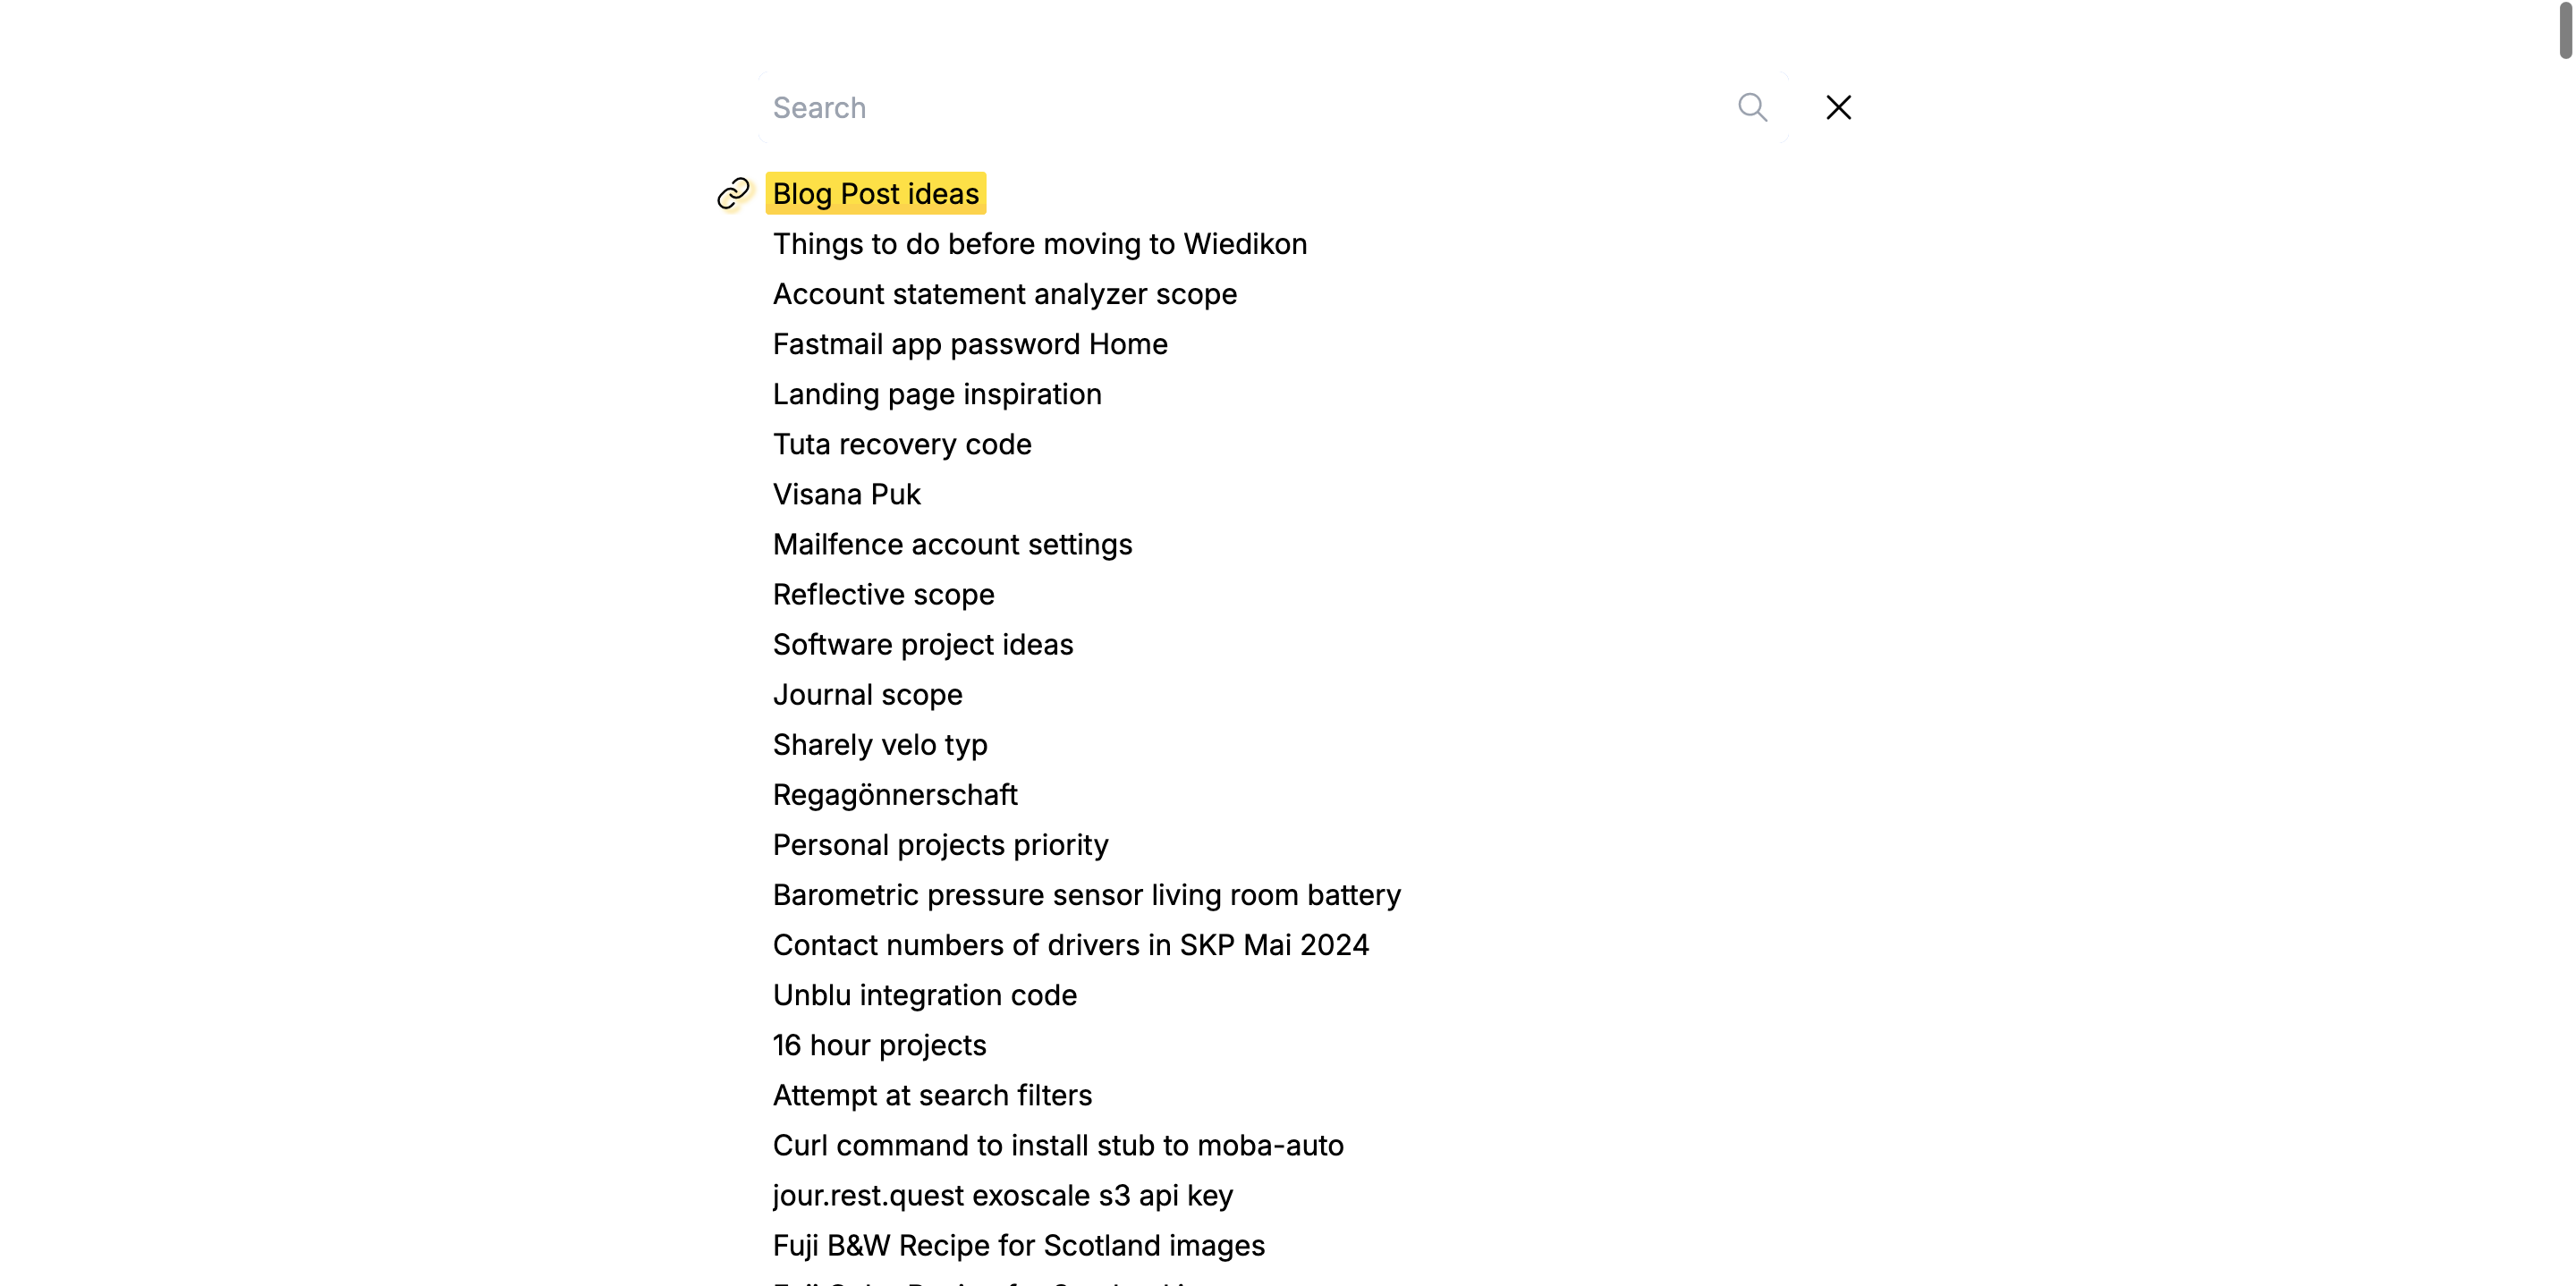 Search
Blog Post ideas
Things to do before moving to Wiedikon
Account statement analyzer scope
Fastmail app password Home
Landing page inspiration
Tuta recovery code
Visana Puk
Mailfence account settings
Reflective scope
Software project ideas
Journal scope
Sharely velo typ
Regagönnerschaft
Personal projects priority
Barometric pressure sensor living room battery
Contact numbers of drivers in SKP Mai 2024
Unblu integration code
16 hour projects
Attempt at search filters
Curl command to install stub to moba-auto
jour.rest.quest exoscale s3 api key
Fuji B&W Recipe for Scotland images